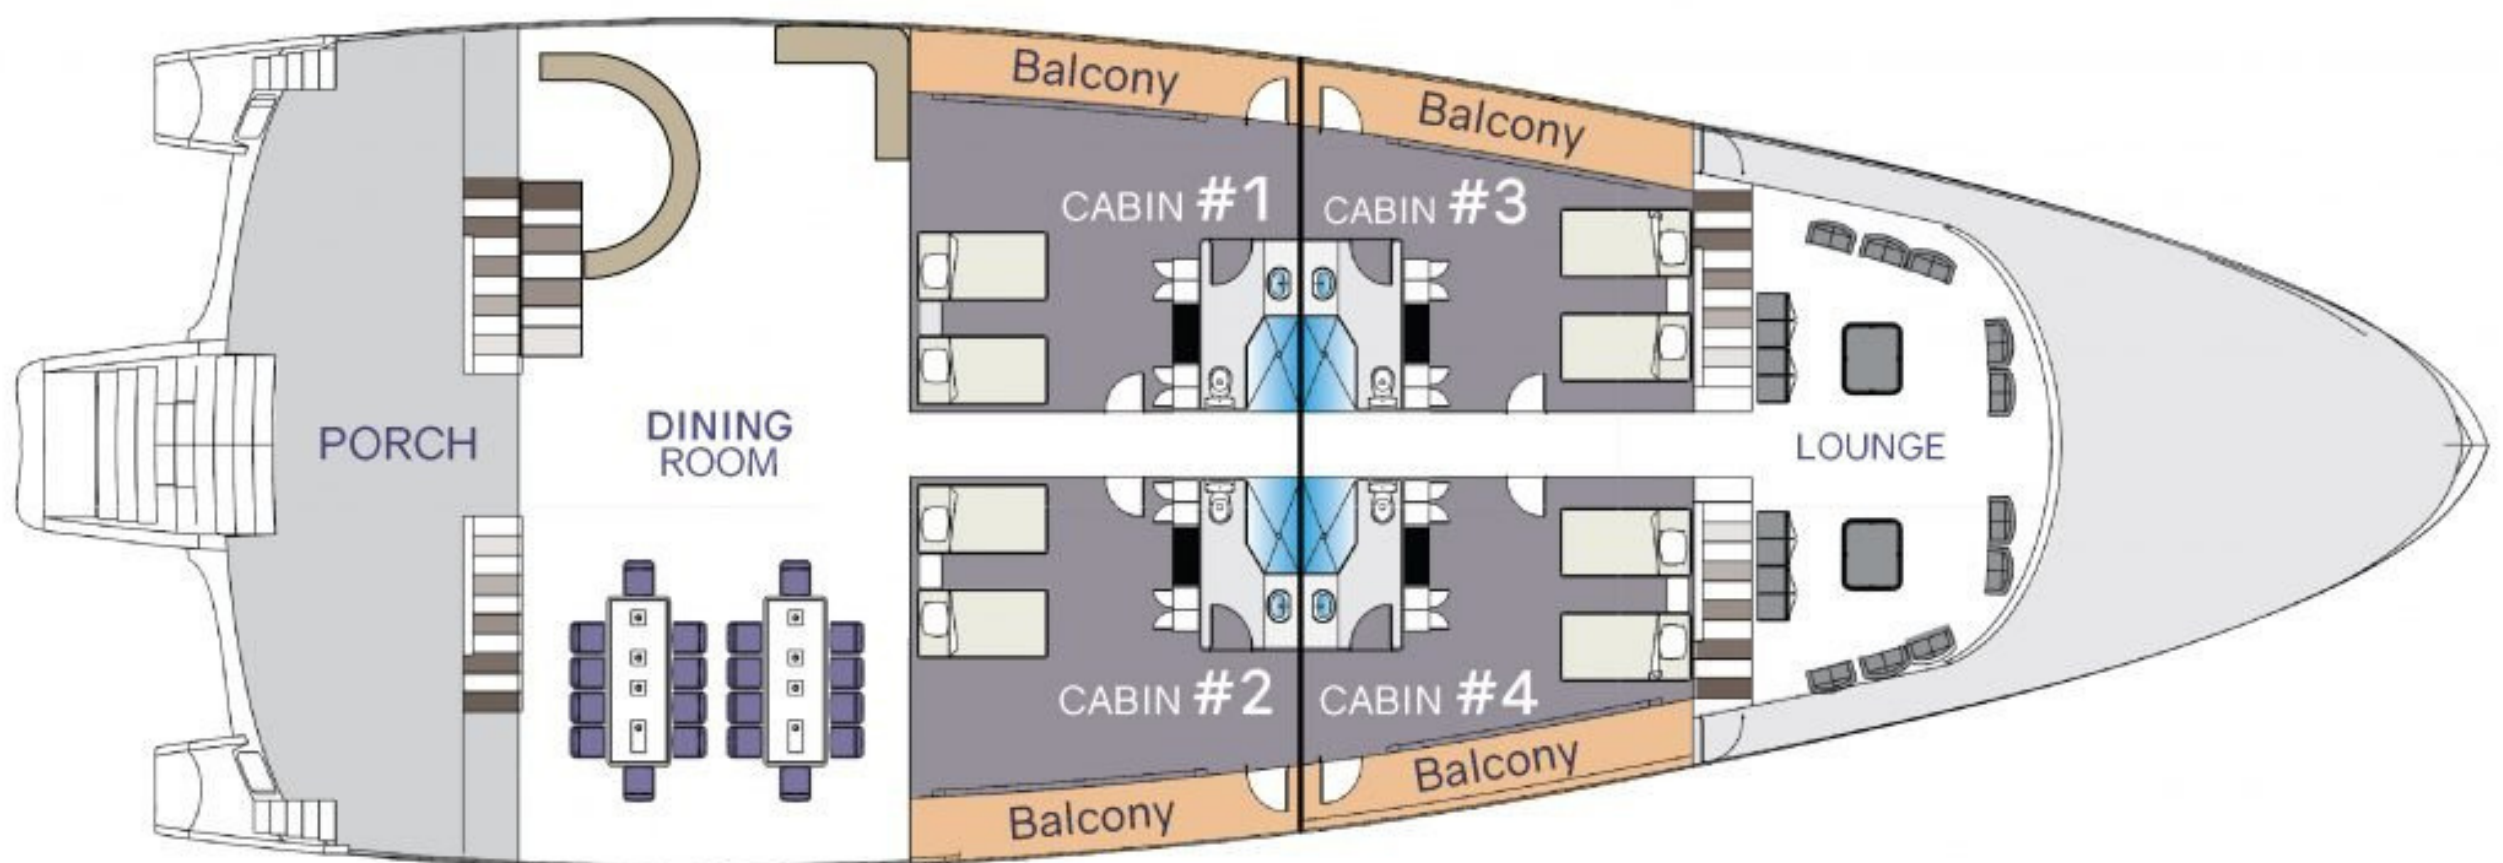 Balcony
Balcony
CABIN #1
CABIN #3
PORCH
DINING
ROOM
LOUNGE
CABIN #2
CABIN #4
Balcony
Balcony